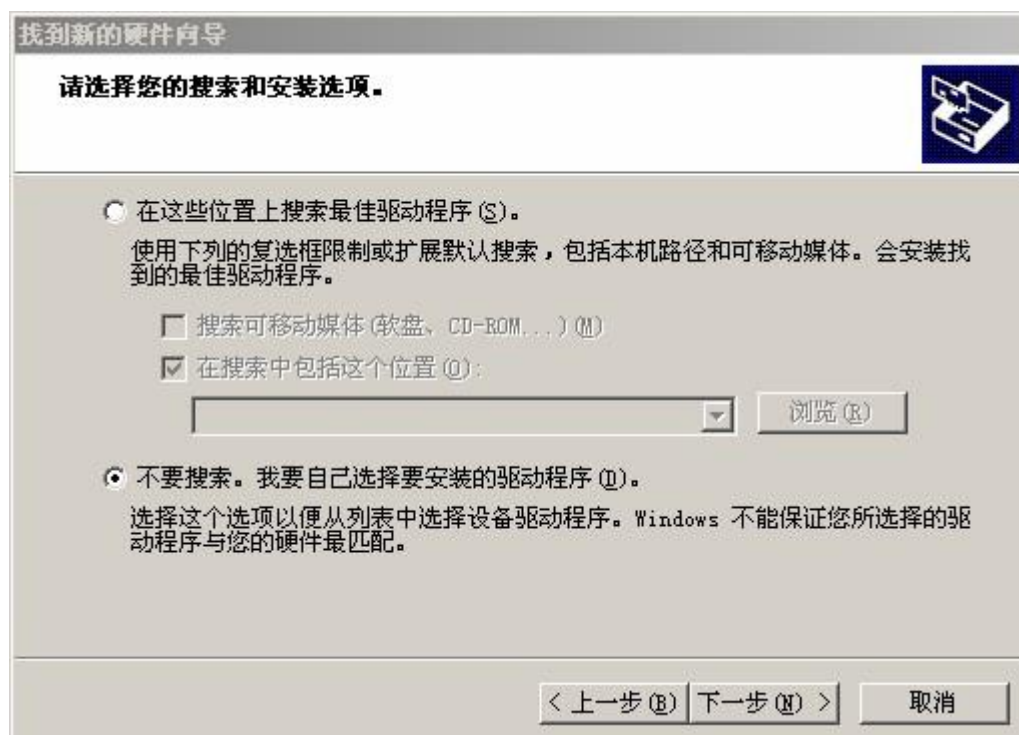 找到新的硬件向导
请选择您的搜索和安装选项。
在这些位置上搜索最佳驱动程序(S)。
使用下列的复选框限制或扩展默认搜索，包括本机路径和可移动媒体。会安装找
到的最佳驱动程序。
搜索可移动媒体(软盘、CD-ROM...)(M)
在搜索中包括这个位置(O):
浏览(R)
不要搜索。我要自己选择要安装的驱动程序(D)。
选择这个选项以便从列表中选择设备驱动程序。Windows 不能保证您所选择的驱
动程序与您的硬件最匹配。
< 上一步(B) 下一步(N) > 取消